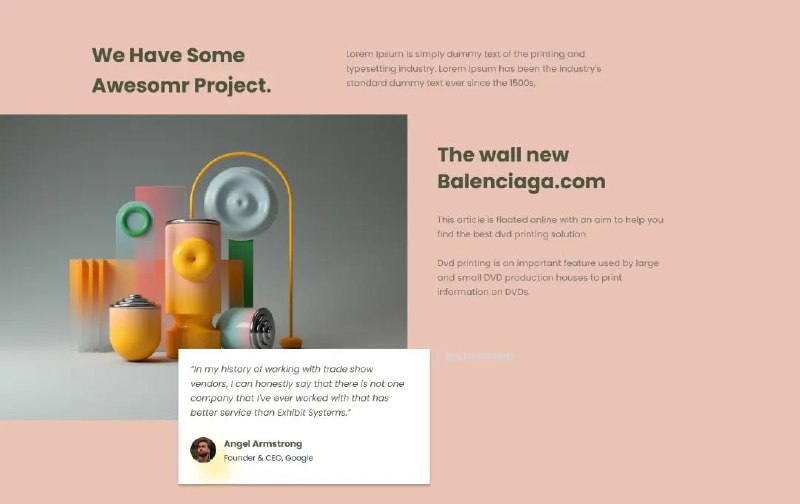 We Have Some
Awesomr Project.
Lorem Ipsum is simply dummy text of the printing and
typesetting industry. Lorem Ipsum has been the industry's
standard dummy text ever since the 1500s,
The wall new
Balenciaga.com
This article is floated online with an aim to help you
find the best dvd printing solution.
Dvd printing is an important feature used by large
and small DVD production houses to print
information on DVDs.
"In my history of working with trade show
vendors, I can honestly say that there is not one
company that I've ever worked with that has
better service than Exhibit Systems."
Angel Armstrong
Founder & CEO, Google